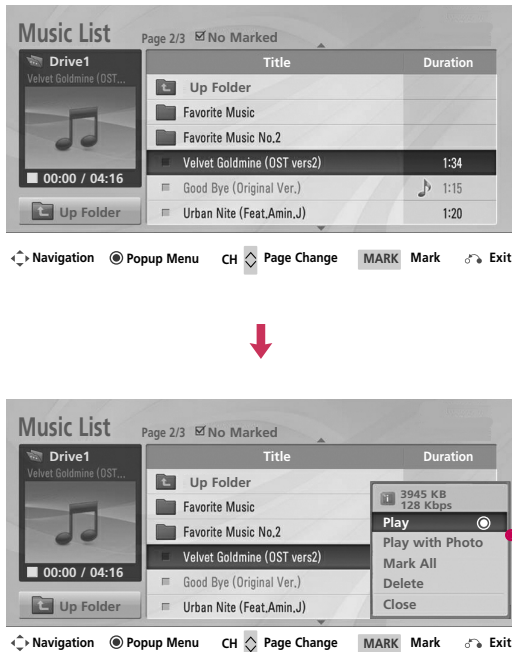 Music List
Page 2/3 No Marked
Drive1
Velvet Goldmine (OST...
00:00 / 04:16
Up Folder
Title Duration
Up Folder
Favorite Music
Favorite Music No.2
Velvet Goldmine (OST vers2) 1:34
Good Bye (Original Ver.) 1:15
Urban Nite (Feat.Amin.J) 1:20
Navigation Popup Menu CH Page Change MARK Mark Exit
Music List
Page 2/3 No Marked
Drive1
Velvet Goldmine (OST...
00:00 / 04:16
Up Folder
Title Duration
Up Folder
Favorite Music
Favorite Music No.2
Velvet Goldmine (OST vers2)
Good Bye (Original Ver.)
Urban Nite (Feat.Amin.J)
3945 KB
128 Kbps
Play
Play with Photo
Mark All
Delete
Close
Navigation Popup Menu CH Page Change MARK Mark Exit